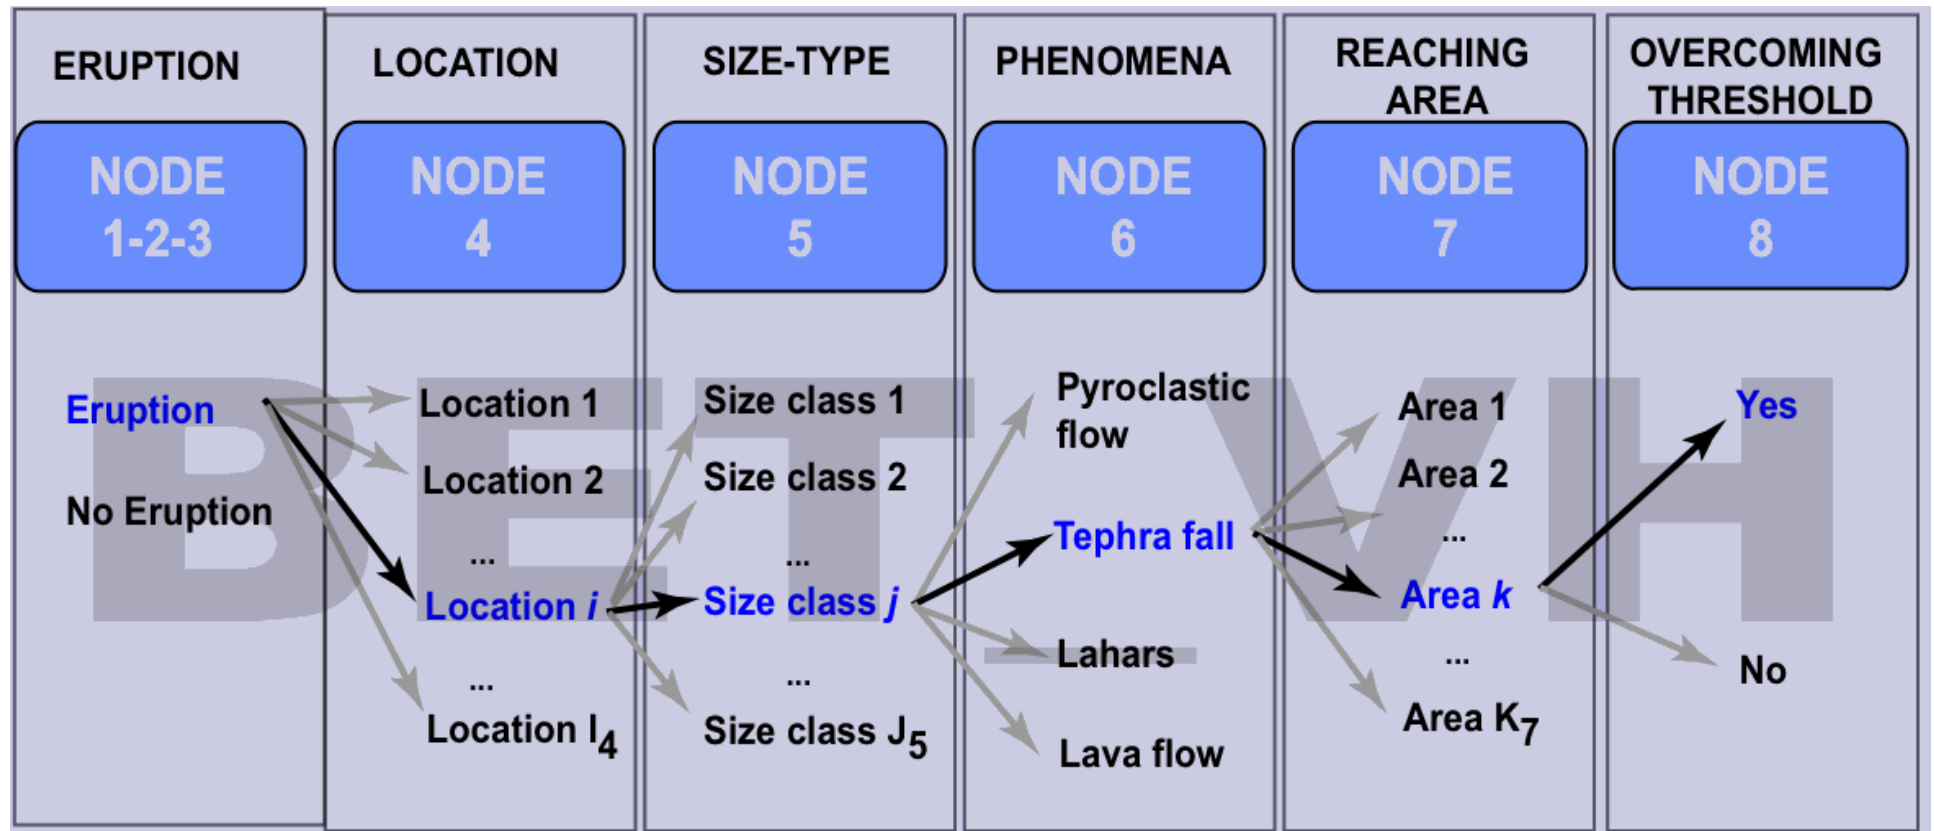 ERUPTION
NODE
1-2-3
Eruption
No Eruption
LOCATION
NODE
4
Location 1
Location 2
...
Location i
...
Location I4
SIZE-TYPE
NODE
5
Size class 1
Size class 2
...
Size class j
...
Size class J5
PHENOMENA
NODE
6
Pyroclastic
flow
Tephra fall
Lahars
Lava flow
REACHING
AREA
NODE
7
Area 1
Area 2
...
Area k
...
Area K7
OVERCOMING
THRESHOLD
NODE
8
Yes
No
BET_VH